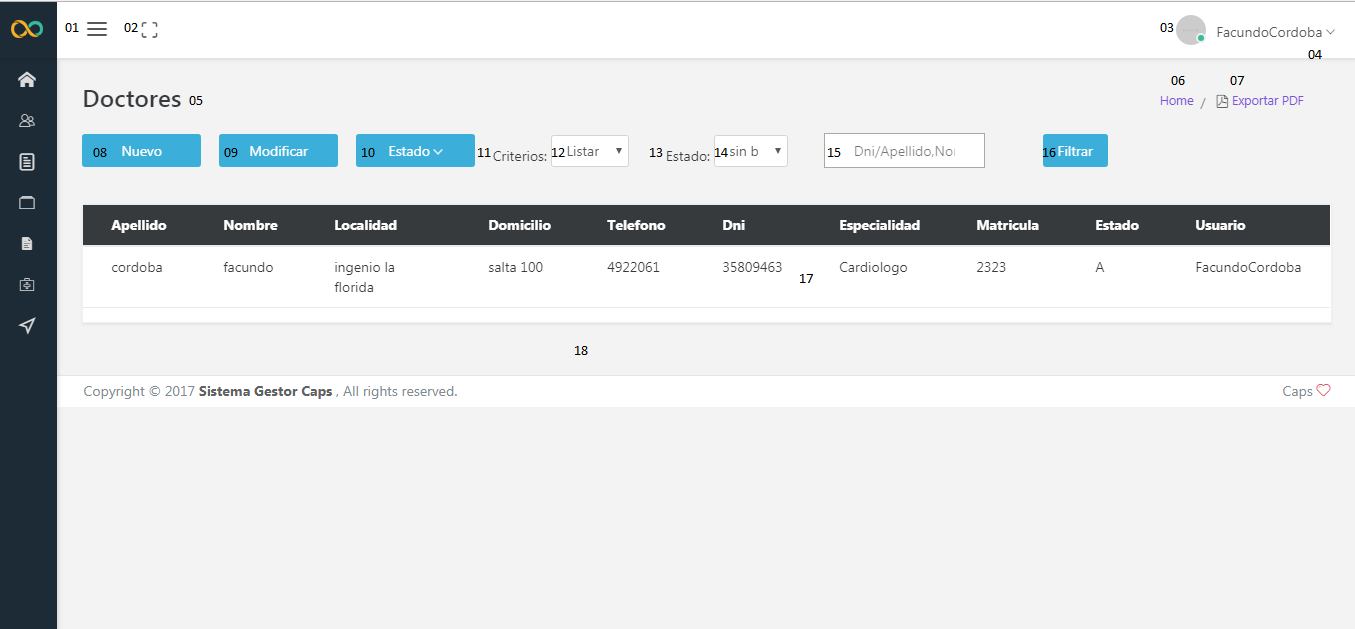 01 02 03 FacundoCordoba
04
06 07
Doctores 05 Home / Exportar PDF
08 Nuevo 09 Modificar 10 Estado 11 Criterios: 12 Listar 13 Estado: 14 sin b 15 Dni/Apellido,No 16 Filtrar
Apellido Nombre Localidad Domicilio Telefono Dni Especialidad Matricula Estado Usuario
cordoba facundo ingenio la salta 100 4922061 35809463 17 Cardiologo 2323 A FacundoCordoba
florida
18
Copyright © 2017 Sistema Gestor Caps , All rights reserved. Caps